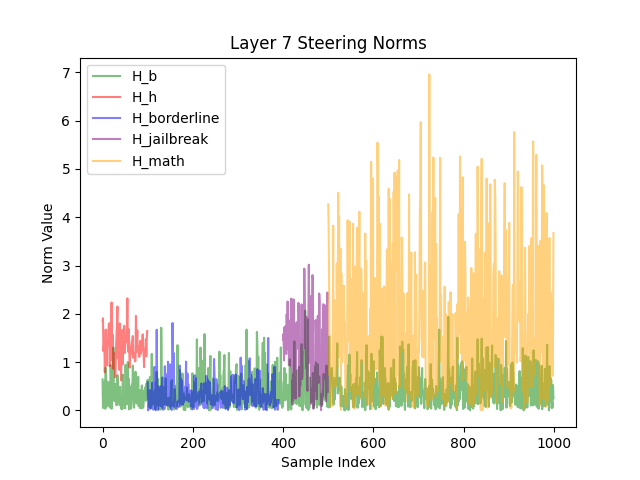 Layer 7 Steering Norms
H_b
H_h
H_borderline
H_jailbreak
H_math
Norm Value
7
6
5
4
3
2
1
0
0 200 400 600 800 1000
Sample Index